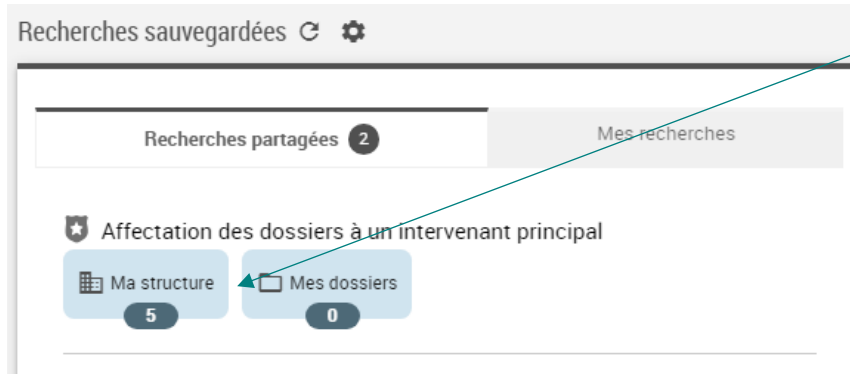 Recherches sauvegardées
Recherches partagées 2
Mes recherches
Affectation des dossiers à un intervenant principal
Ma structure
5
Mes dossiers
0